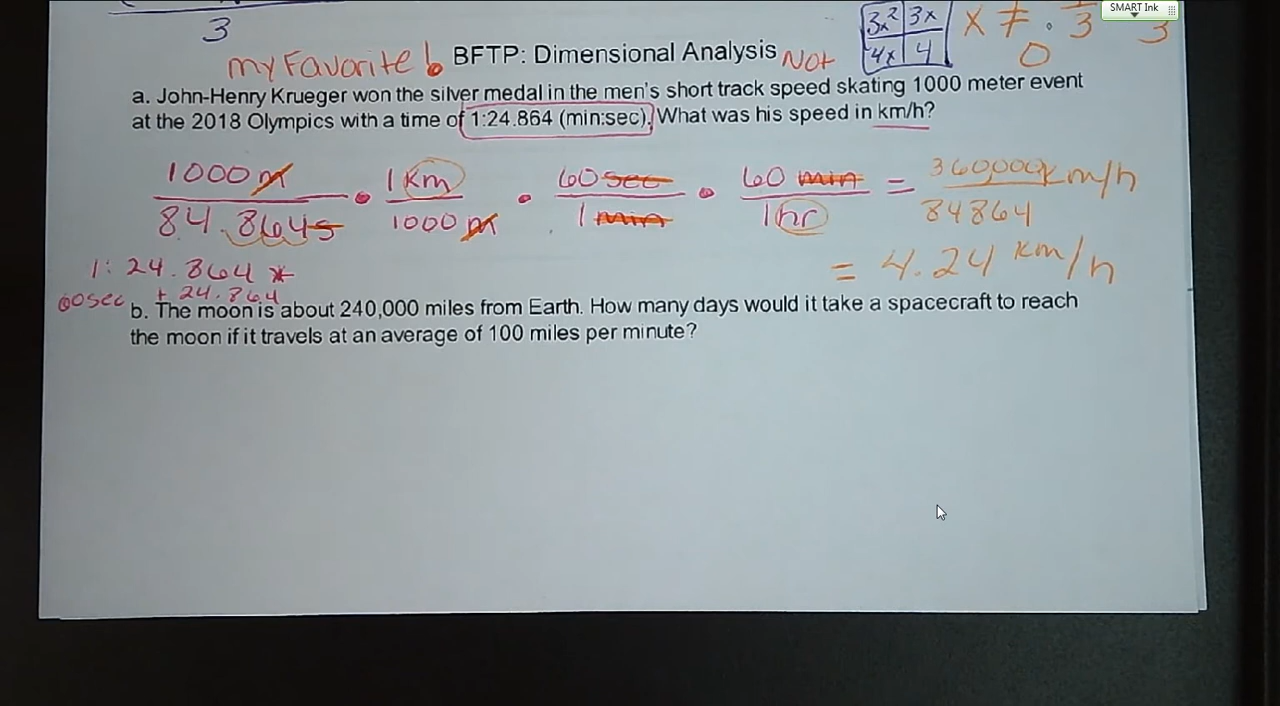 SMART Ink
3
3x² 3x x ≠ . 3 3
4x 4 0
my Favorite! BFTP: Dimensional Analysis Not
a. John-Henry Krueger won the silver medal in the men's short track speed skating 1000 meter event
at the 2018 Olympics with a time of 1:24.864 (min:sec). What was his speed in km/h?
1000 m 1 Km 60 sec 60 min = 360,000 km/h
84.864 s • 1000 m • 1 min • 1 hr 84864
1:24.864 *
= 4.24 km/h
60sec + 24.864
b. The moon is about 240,000 miles from Earth. How many days would it take a spacecraft to reach
the moon if it travels at an average of 100 miles per minute?